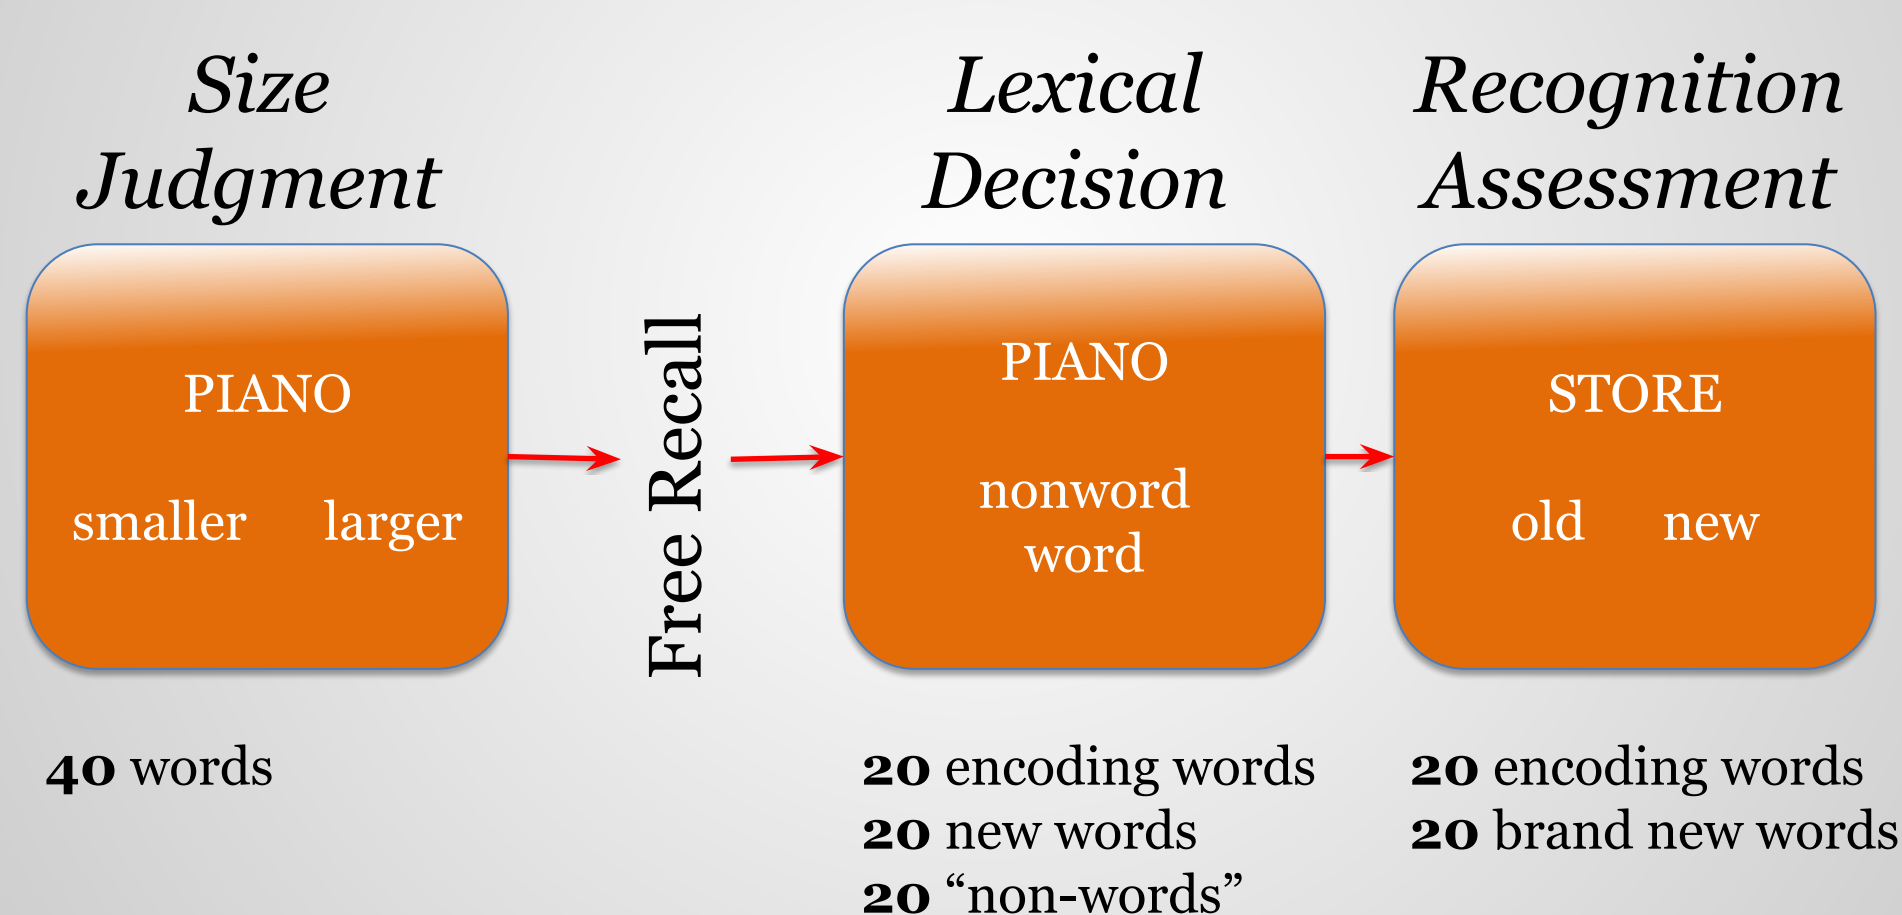 Size
Judgment
PIANO
smaller larger
40 words
Free Recall
Lexical
Decision
PIANO
nonword
word
20 encoding words
20 new words
20 “non-words”
Recognition
Assessment
STORE
old new
20 encoding words
20 brand new words